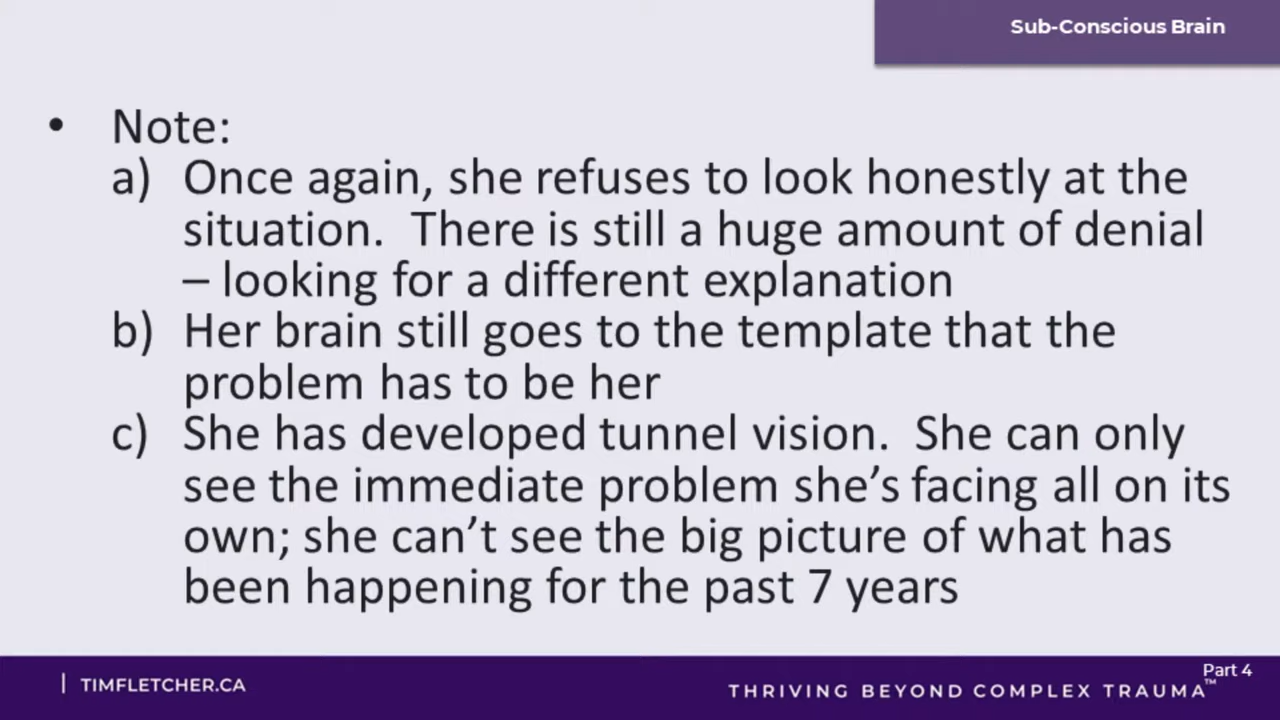 Sub-Conscious Brain
• Note:
a) Once again, she refuses to look honestly at the
situation.  There is still a huge amount of denial
– looking for a different explanation
b) Her brain still goes to the template that the
problem has to be her
c) She has developed tunnel vision.  She can only
see the immediate problem she’s facing all on its
own; she can’t see the big picture of what has
been happening for the past 7 years
Part 4
| TIMFLETCHER.CA
THRIVING BEYOND COMPLEX TRAUMA™